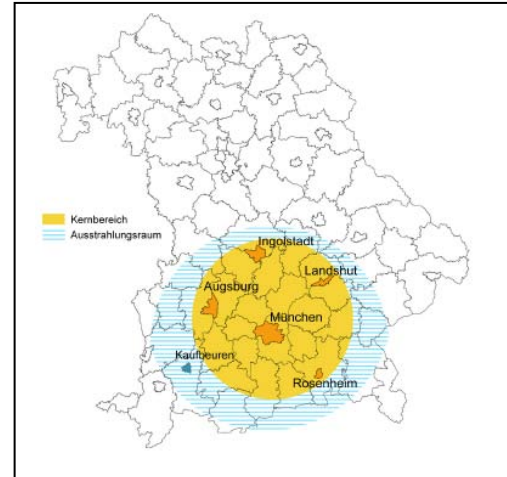 Kernbereich
Ausstrahlungsraum
Ingolstadt
Landshut
Augsburg
München
Kaufbeuren
Rosenheim